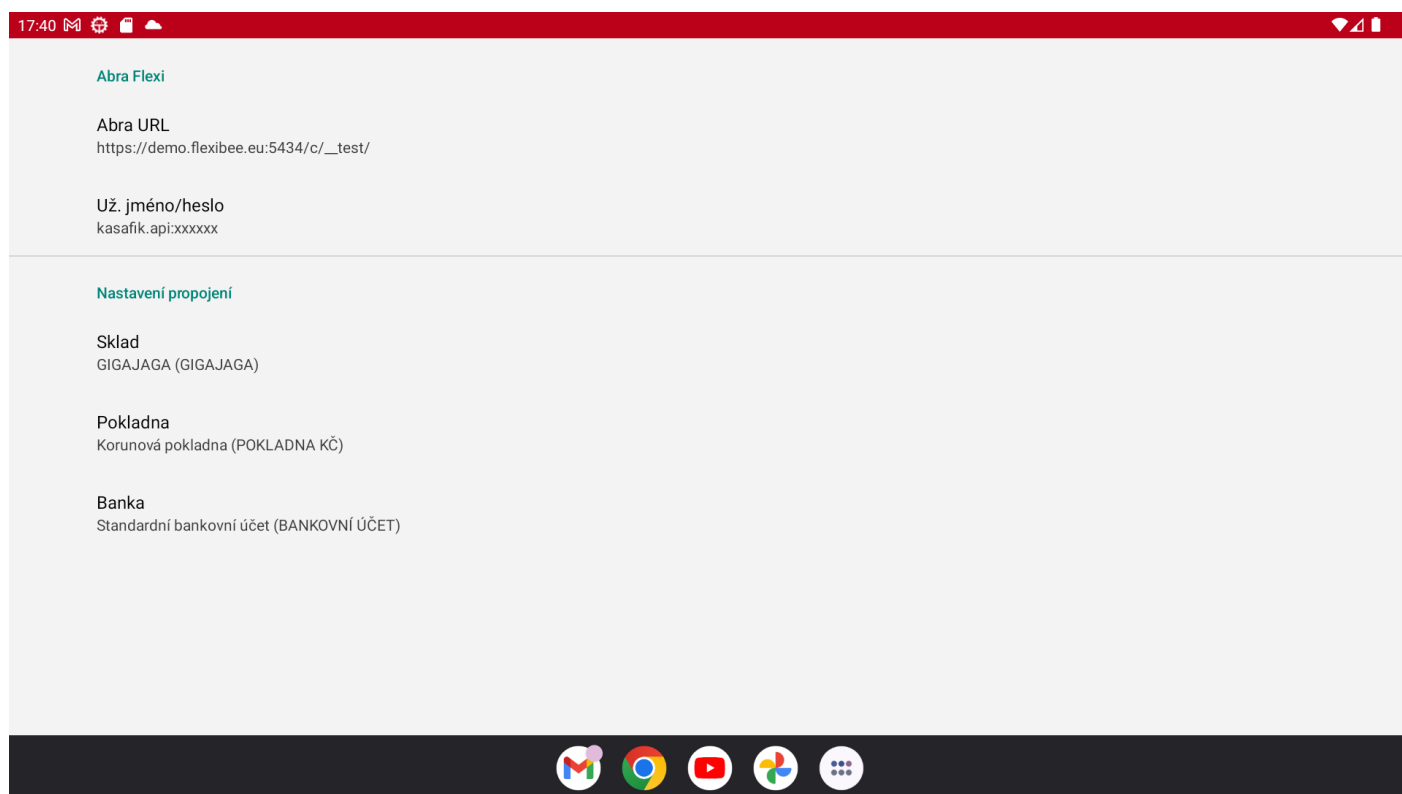 17:40
Abra Flexi
Abra URL
https://demo.flexibee.eu:5434/c/__test/
Už. jméno/heslo
kasafik.api:xxxxxx
Nastavení propojení
Sklad
GIGAJAGA (GIGAJAGA)
Pokladna
Korunová pokladna (POKLADNA KČ)
Banka
Standardní bankovní účet (BANKOVNÍ ÚČET)